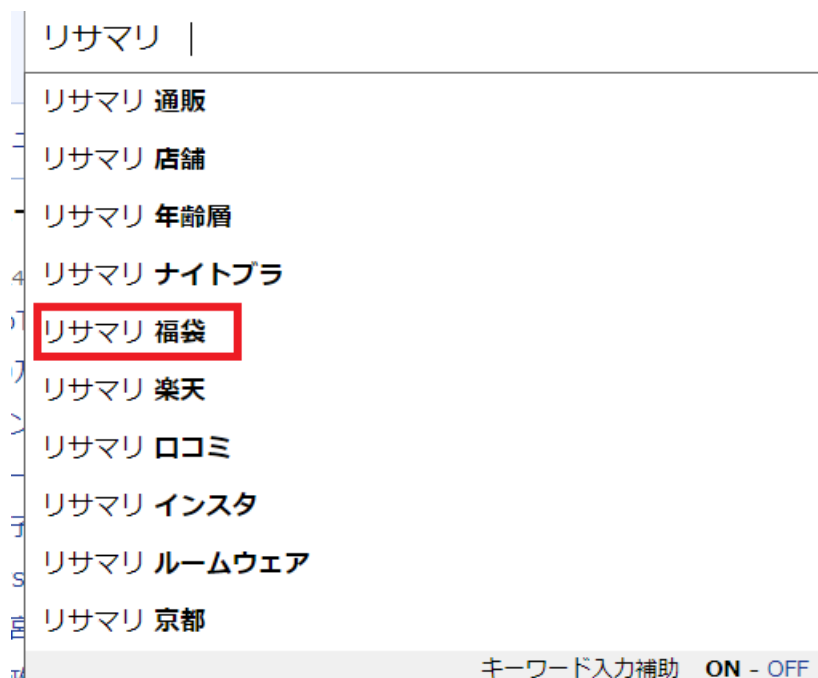 リサマリ
リサマリ 通販
リサマリ 店舗
リサマリ 年齢層
リサマリ ナイトブラ
リサマリ 福袋
リサマリ 楽天
リサマリ 口コミ
リサマリ インスタ
リサマリ ルームウェア
リサマリ 京都
キーワード入力補助 ON - OFF